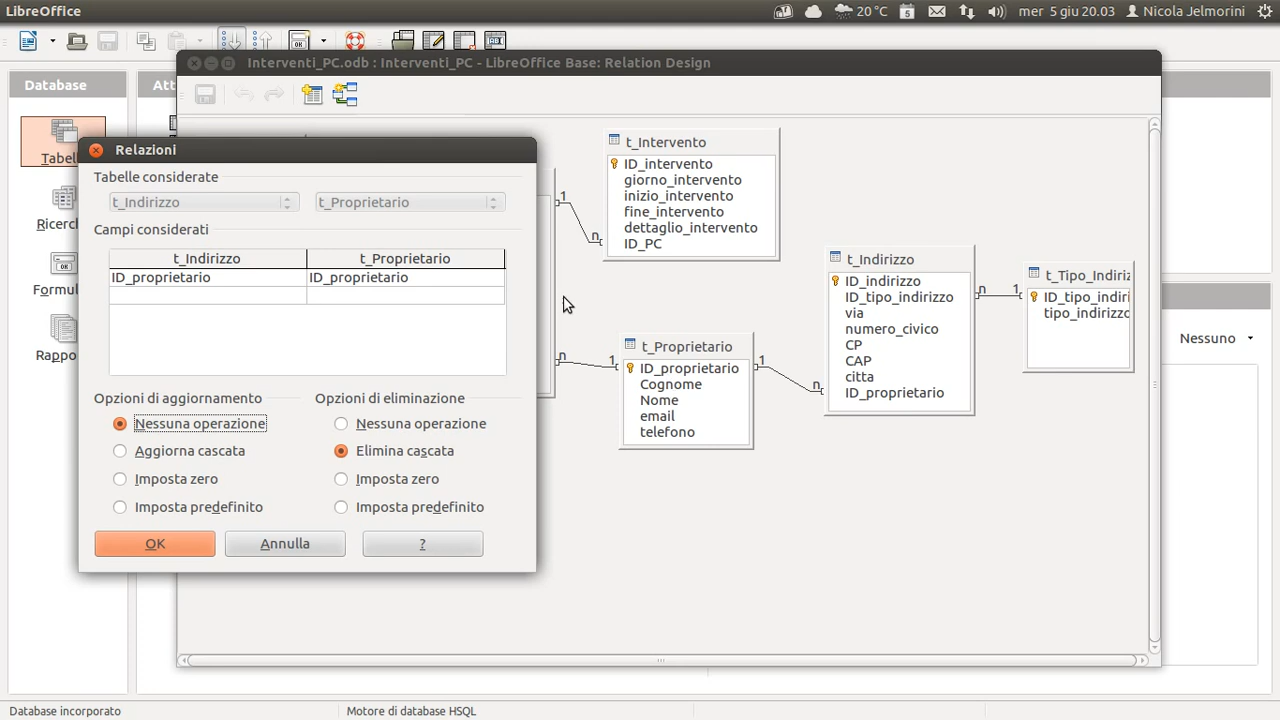 LibreOffice
20 °C
5
mer 5 giu 20.03
Nicola Jelmorini
Interventi_PC.odb : Interventi_PC - LibreOffice Base: Relation Design
Database
Att
Tabell
Ricerch
Formul
Rappo
Relazioni
Tabelle considerate
t_Indirizzo
t_Proprietario
Campi considerati
t_Indirizzo
t_Proprietario
ID_proprietario
ID_proprietario
Opzioni di aggiornamento
Opzioni di eliminazione
Nessuna operazione
Nessuna operazione
Aggiorna cascata
Elimina cascata
Imposta zero
Imposta zero
Imposta predefinito
Imposta predefinito
OK
Annulla
?
1
n
t_Intervento
ID_intervento
giorno_intervento
inizio_intervento
fine_intervento
dettaglio_intervento
ID_PC
n
1
t_Proprietario
ID_proprietario
Cognome
Nome
email
telefono
1
n
t_Indirizzo
ID_indirizzo
ID_tipo_indirizzo
via
numero_civico
CP
CAP
citta
ID_proprietario
n
1
t_Tipo_Indiriz
ID_tipo_indiri
tipo_indirizzo
Nessuno
Database incorporato
Motore di database HSQL